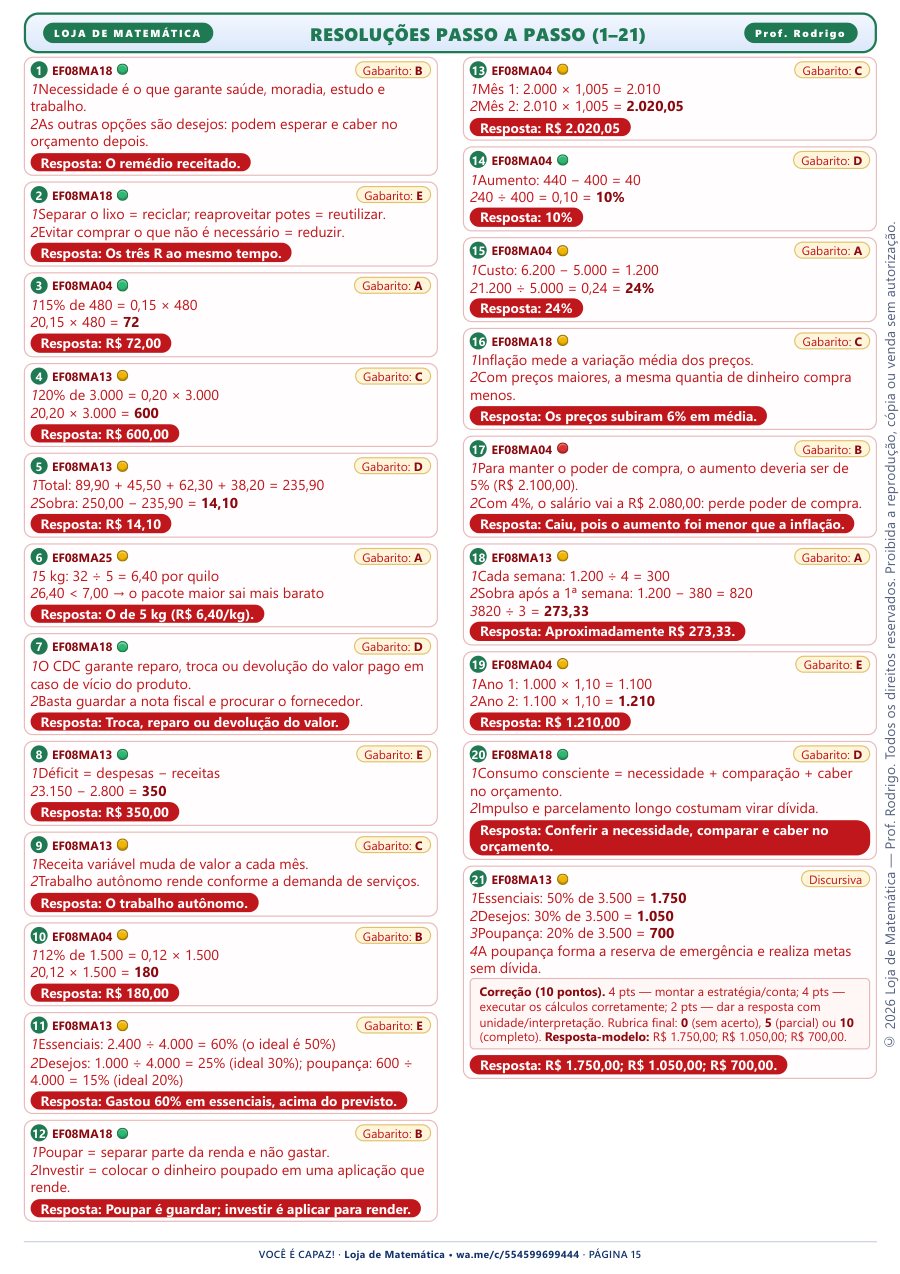 LOJA DE MATEMÁTICA
RESOLUÇÕES PASSO A PASSO (1–21)
Prof. Rodrigo
1 EF08MA18 Gabarito: B
1Necessidade é o que garante saúde, moradia, estudo e
trabalho.
2As outras opções são desejos: podem esperar e caber no
orçamento depois.
Resposta: O remédio receitado.
2 EF08MA18 Gabarito: E
1Separar o lixo = reciclar; reaproveitar potes = reutilizar.
2Evitar comprar o que não é necessário = reduzir.
Resposta: Os três R ao mesmo tempo.
3 EF08MA04 Gabarito: A
115% de 480 = 0,15 × 480
20,15 × 480 = 72
Resposta: R$ 72,00
4 EF08MA13 Gabarito: C
120% de 3.000 = 0,20 × 3.000
20,20 × 3.000 = 600
Resposta: R$ 600,00
5 EF08MA13 Gabarito: D
1Total: 89,90 + 45,50 + 62,30 + 38,20 = 235,90
2Sobra: 250,00 − 235,90 = 14,10
Resposta: R$ 14,10
6 EF08MA25 Gabarito: A
15 kg: 32 ÷ 5 = 6,40 por quilo
26,40 < 7,00 → o pacote maior sai mais barato
Resposta: O de 5 kg (R$ 6,40/kg).
7 EF08MA18 Gabarito: D
1O CDC garante reparo, troca ou devolução do valor pago em
caso de vício do produto.
2Basta guardar a nota fiscal e procurar o fornecedor.
Resposta: Troca, reparo ou devolução do valor.
8 EF08MA13 Gabarito: E
1Déficit = despesas − receitas
23.150 − 2.800 = 350
Resposta: R$ 350,00
9 EF08MA13 Gabarito: C
1Receita variável muda de valor a cada mês.
2Trabalho autônomo rende conforme a demanda de serviços.
Resposta: O trabalho autônomo.
10 EF08MA04 Gabarito: B
112% de 1.500 = 0,12 × 1.500
20,12 × 1.500 = 180
Resposta: R$ 180,00
11 EF08MA13 Gabarito: E
1Essenciais: 2.400 ÷ 4.000 = 60% (o ideal é 50%)
2Desejos: 1.000 ÷ 4.000 = 25% (ideal 30%); poupança: 600 ÷
4.000 = 15% (ideal 20%)
Resposta: Gastou 60% em essenciais, acima do previsto.
12 EF08MA18 Gabarito: B
1Poupar = separar parte da renda e não gastar.
2Investir = colocar o dinheiro poupado em uma aplicação que
rende.
Resposta: Poupar é guardar; investir é aplicar para render.
13 EF08MA04 Gabarito: C
1Mês 1: 2.000 × 1,005 = 2.010
2Mês 2: 2.010 × 1,005 = 2.020,05
Resposta: R$ 2.020,05
14 EF08MA04 Gabarito: D
1Aumento: 440 − 400 = 40
240 ÷ 400 = 0,10 = 10%
Resposta: 10%
15 EF08MA04 Gabarito: A
1Custo: 6.200 − 5.000 = 1.200
21.200 ÷ 5.000 = 0,24 = 24%
Resposta: 24%
16 EF08MA18 Gabarito: C
1Inflação mede a variação média dos preços.
2Com preços maiores, a mesma quantia de dinheiro compra
menos.
Resposta: Os preços subiram 6% em média.
17 EF08MA04 Gabarito: B
1Para manter o poder de compra, o aumento deveria ser de
5% (R$ 2.100,00).
2Com 4%, o salário vai a R$ 2.080,00: perde poder de compra.
Resposta: Caiu, pois o aumento foi menor que a inflação.
18 EF08MA13 Gabarito: A
1Cada semana: 1.200 ÷ 4 = 300
2Sobra após a 1ª semana: 1.200 − 380 = 820
3820 ÷ 3 = 273,33
Resposta: Aproximadamente R$ 273,33.
19 EF08MA04 Gabarito: E
1Ano 1: 1.000 × 1,10 = 1.100
2Ano 2: 1.100 × 1,10 = 1.210
Resposta: R$ 1.210,00
20 EF08MA18 Gabarito: D
1Consumo consciente = necessidade + comparação + caber
no orçamento.
2Impulso e parcelamento longo costumam virar dívida.
Resposta: Conferir a necessidade, comparar e caber no
orçamento.
21 EF08MA13 Discursiva
1Essenciais: 50% de 3.500 = 1.750
2Desejos: 30% de 3.500 = 1.050
3Poupança: 20% de 3.500 = 700
4A poupança forma a reserva de emergência e realiza metas
sem dívida.
Correção (10 pontos). 4 pts — montar a estratégia/conta; 4 pts —
executar os cálculos corretamente; 2 pts — dar a resposta com
unidade/interpretação. Rubrica final: 0 (sem acerto), 5 (parcial) ou 10
(completo). Resposta-modelo: R$ 1.750,00; R$ 1.050,00; R$ 700,00.
Resposta: R$ 1.750,00; R$ 1.050,00; R$ 700,00.
© 2026 Loja de Matemática — Prof. Rodrigo. Todos os direitos reservados. Proibida a reprodução, cópia ou venda sem autorização.
VOCÊ É CAPAZ! · Loja de Matemática • wa.me/c/554599699444 · PÁGINA 15